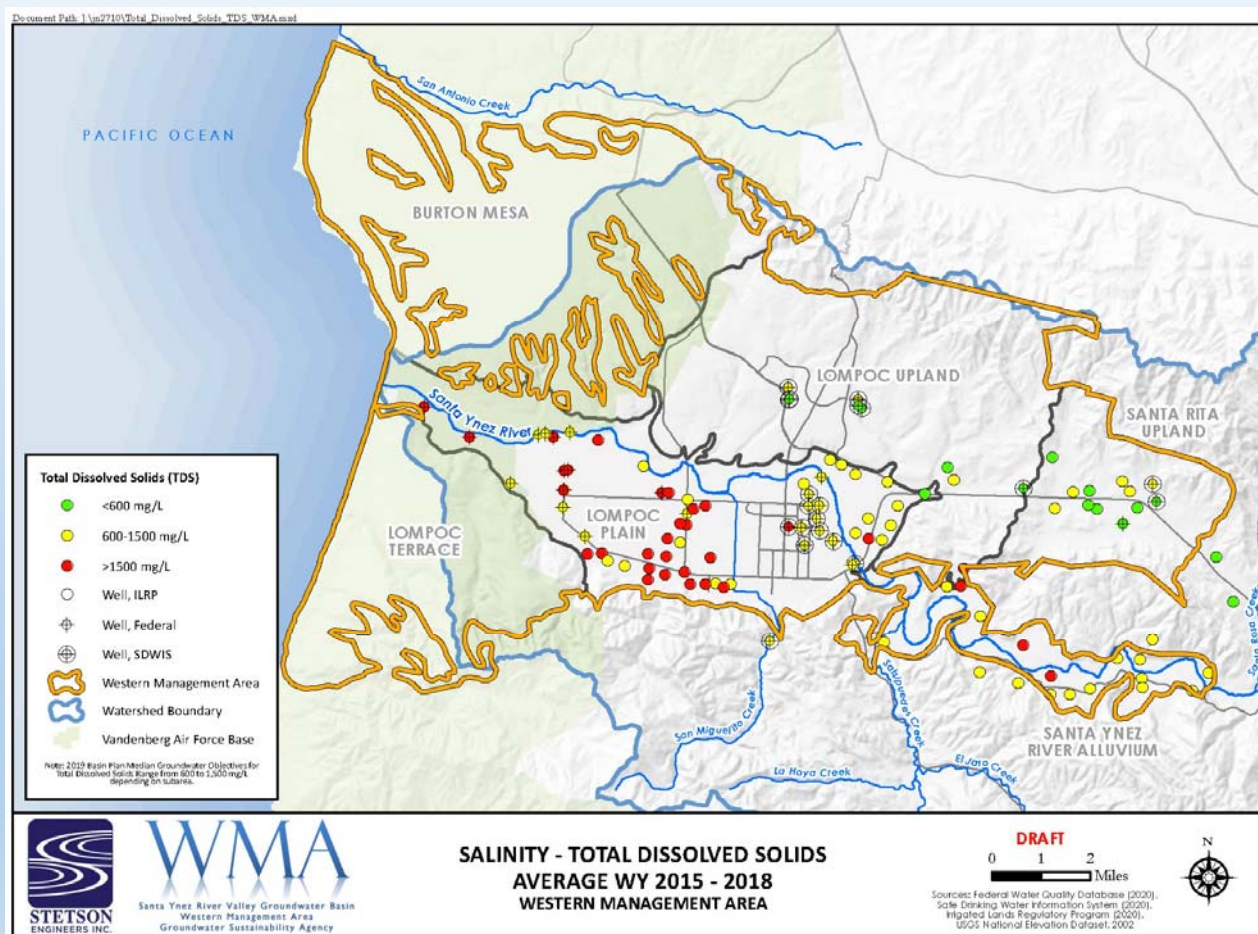 Document Path: J:\jn2710\Total_Dissolved_Solids_TDS_WMA.mxd
San Antonio Creek
PACIFIC OCEAN
BURTON MESA
LOMPOC UPLAND
SANTA RITA
UPLAND
Santa Ynez River
LOMPOC
PLAIN
LOMPOC
TERRACE
Santa Rosa Creek
Salsipuedes Creek
San Miguelito Creek
SANTA YNEZ
RIVER ALLUVIUM
La Hoya Creek
El Jaro Creek
Total Dissolved Solids (TDS)
<600 mg/L
600-1500 mg/L
>1500 mg/L
Well, ILRP
Well, Federal
Well, SDWIS
Western Management Area
Watershed Boundary
Vandenberg Air Force Base
Note: 2019 Basin Plan Median Groundwater Objectives for
Total Dissolved Solids Range from 600 to 1,500 mg/L
depending on subarea.
STETSON
ENGINEERS INC.
WMA
Santa Ynez River Valley Groundwater Basin
Western Management Area
Groundwater Sustainability Agency
SALINITY - TOTAL DISSOLVED SOLIDS
AVERAGE WY 2015 - 2018
WESTERN MANAGEMENT AREA
DRAFT
0 1 2
Miles
Sources: Federal Water Quality Database (2020),
Safe Drinking Water Information System (2020),
Irrigated Lands Regulatory Program (2020),
USGS National Elevation Dataset, 2002
N